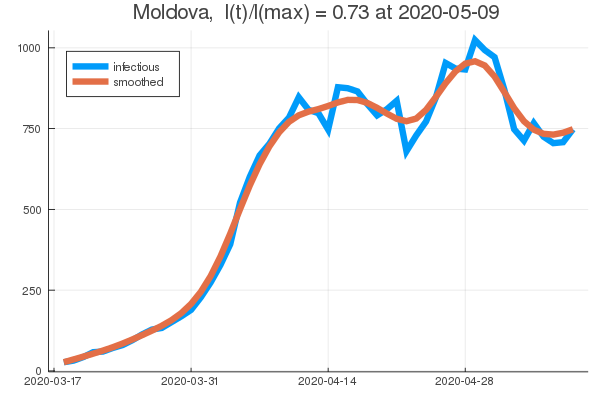 Moldova, I(t)/I(max) = 0.73 at 2020-05-09
1000
infectious
smoothed
750
500
250
0
2020-03-17 2020-03-31 2020-04-14 2020-04-28